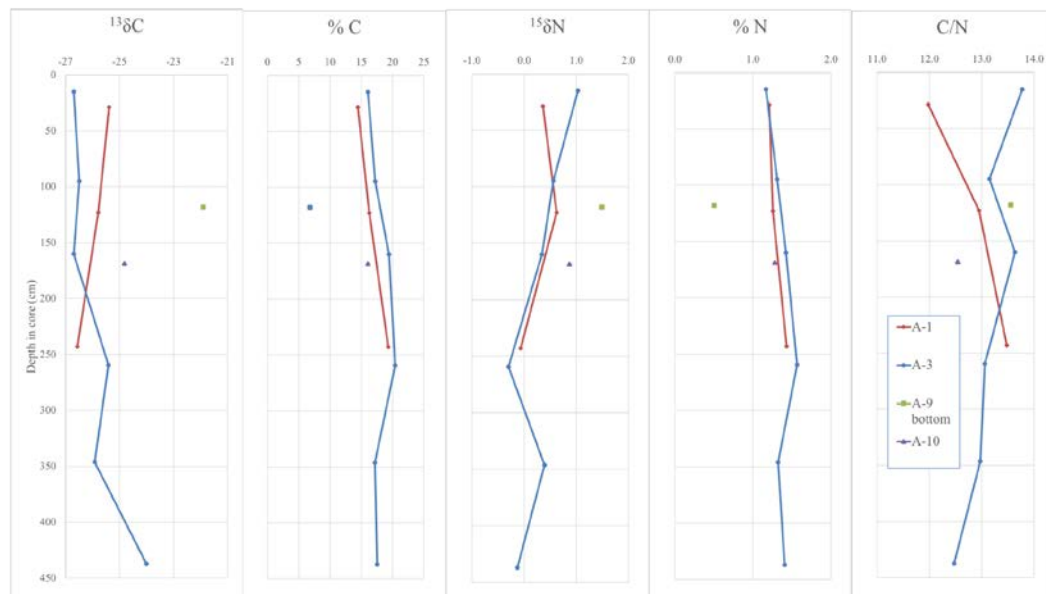 ¹³δC
-27 -25 -23 -21
% C
0 5 10 15 20 25
¹⁵δN
-1.0 0.0 1.0 2.0
% N
0.0 1.0 2.0
C/N
11.0 12.0 13.0 14.0
Depth in core (cm)
0
50
100
150
200
250
300
350
400
450
A-1
A-3
A-9
bottom
A-10